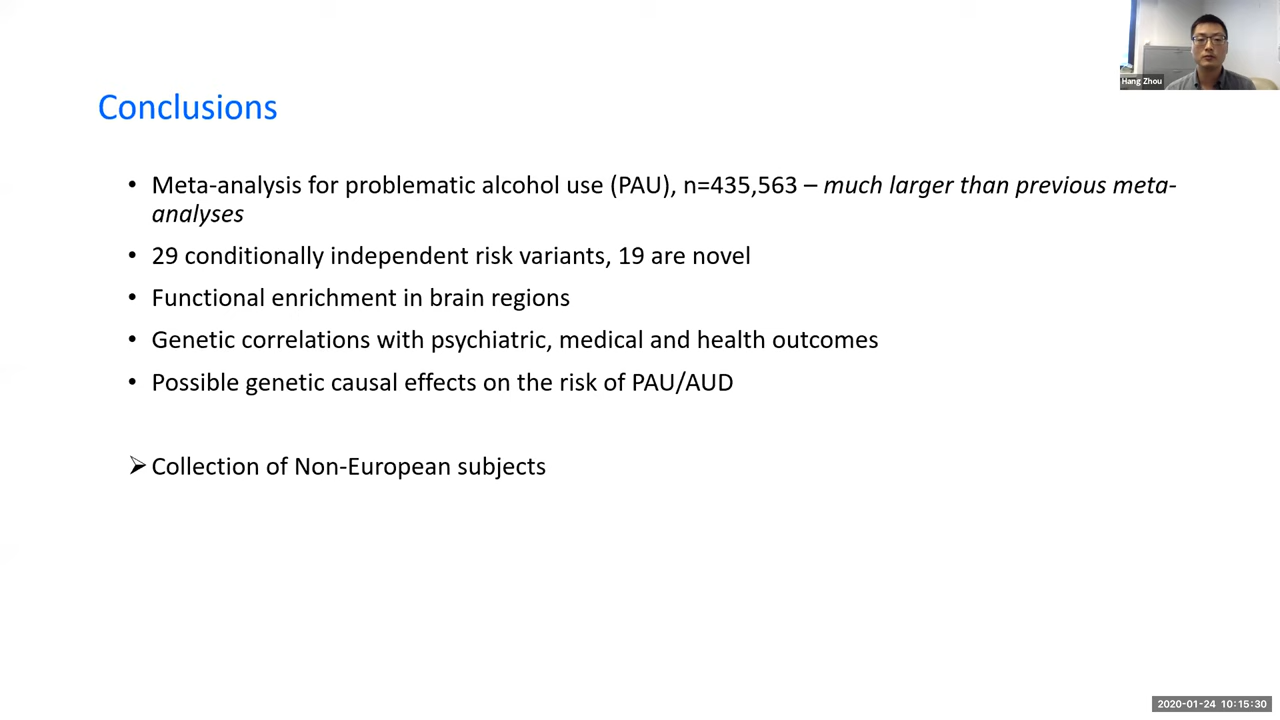 Hang Zhou
Conclusions
• Meta-analysis for problematic alcohol use (PAU), n=435,563 – much larger than previous meta-
analyses
• 29 conditionally independent risk variants, 19 are novel
• Functional enrichment in brain regions
• Genetic correlations with psychiatric, medical and health outcomes
• Possible genetic causal effects on the risk of PAU/AUD
➢ Collection of Non-European subjects
2020-01-24 10:15:30